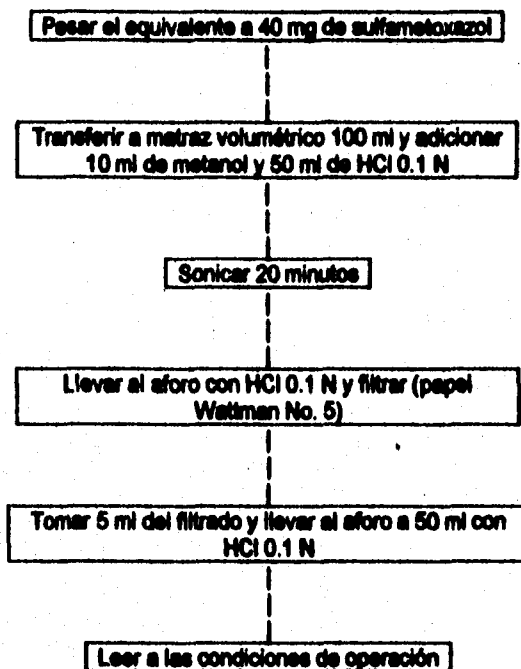 Pesar el equivalente a 40 mg de sulfametoxazol
Transferir a matraz volumétrico 100 ml y adicionar
10 ml de metanol y 50 ml de HCl 0.1 N
Sonicar 20 minutos
Llevar al aforo con HCl 0.1 N y filtrar (papel
Wattman No. 5)
Tomar 5 ml del filtrado y llevar al aforo a 50 ml con
HCl 0.1 N
Leer a las condiciones de operación